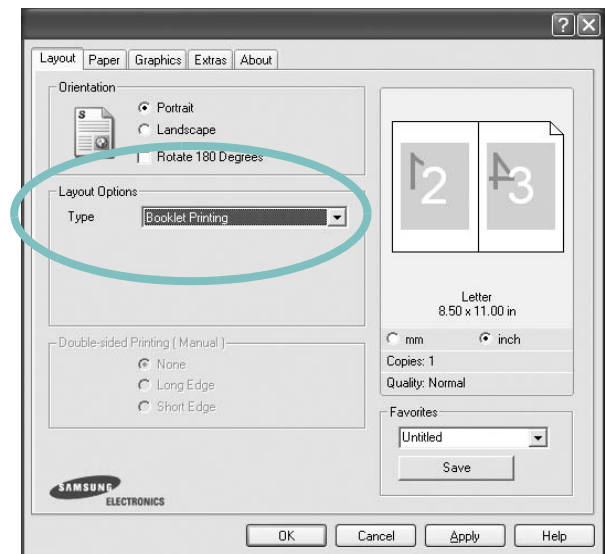 Layout Paper Graphics Extras About
Orientation
S
Portrait
Landscape
Rotate 180 Degrees
Layout Options
Type Booklet Printing
Double-sided Printing ( Manual )
None
Long Edge
Short Edge
SAMSUNG
ELECTRONICS
1 2 4 3
Letter
8.50 x 11.00 in
mm inch
Copies: 1
Quality: Normal
Favorites
Untitled
Save
OK Cancel Apply Help